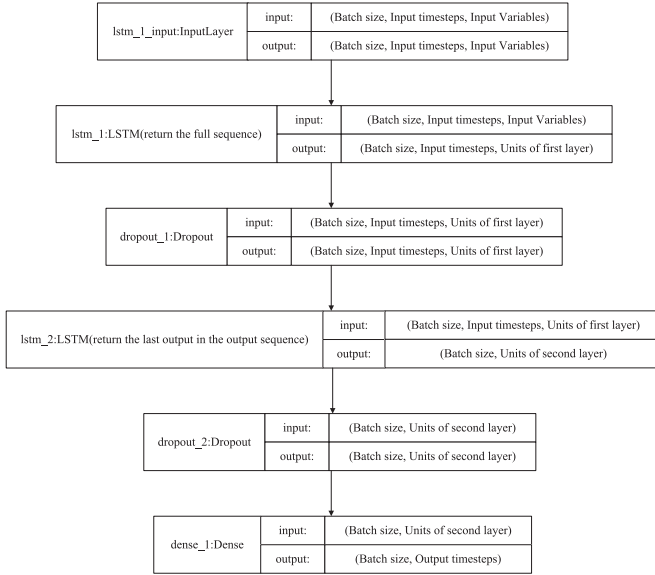 lstm_1_input:InputLayer
input: (Batch size, Input timesteps, Input Variables)
output: (Batch size, Input timesteps, Input Variables)
lstm_1:LSTM(return the full sequence)
input: (Batch size, Input timesteps, Input Variables)
output: (Batch size, Input timesteps, Units of first layer)
dropout_1:Dropout
input: (Batch size, Input timesteps, Units of first layer)
output: (Batch size, Input timesteps, Units of first layer)
lstm_2:LSTM(return the last output in the output sequence)
input: (Batch size, Input timesteps, Units of first layer)
output: (Batch size, Units of second layer)
dropout_2:Dropout
input: (Batch size, Units of second layer)
output: (Batch size, Units of second layer)
dense_1:Dense
input: (Batch size, Units of second layer)
output: (Batch size, Output timesteps)